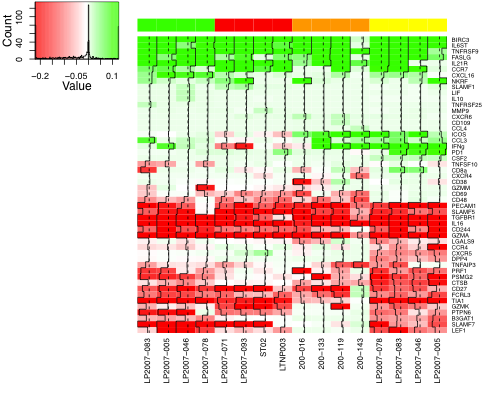 Count
0 40 100
−0.2 −0.05 0.1
Value
BIRC3
IL6ST
TNFRSF9
FASLG
IL21R
CCR7
CXCL16
NKRF
SLAMF1
LIF
IL10
TNFRSF25
MMP9
CXCR6
CD109
CCL4
ICOS
CCL3
IFNg
PD1
CSF2
TNFSF10
CD8a
CXCR4
CD38
GZMM
CD69
CD48
PECAM1
SLAMF5
TGFBR1
IL16
CD244
GZMA
LGALS9
CCR4
CXCR5
DPP4
TNFAIP3
PRF1
PSMG2
CTSB
CD27
FCRL3
TIA1
GZMK
PTPN6
B3GAT1
SLAMF7
LEF1
LP2007−083
LP2007−005
LP2007−046
LP2007−078
LP2007−071
LP2007−093
ST02
LTNP003
200−016
200−133
200−119
200−143
LP2007−078
LP2007−083
LP2007−046
LP2007−005